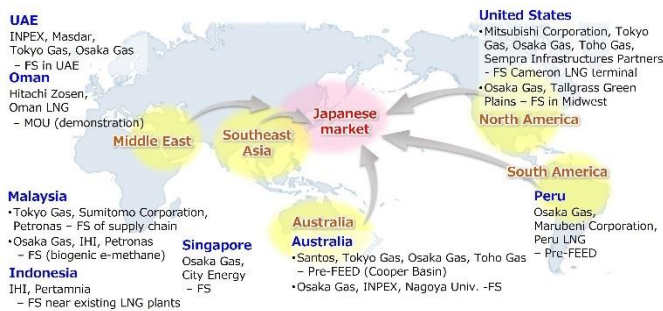 UAE
INPEX, Masdar,
Tokyo Gas, Osaka Gas
- FS in UAE
Oman
Hitachi Zosen,
Oman LNG
– MOU (demonstration)
Middle East
Southeast
Asia
Japanese
market
United States
•Mitsubishi Corporation, Tokyo
Gas, Osaka Gas, Toho Gas,
Sempra Infrastructures Partners
- FS Cameron LNG terminal
•Osaka Gas, Tallgrass Green
Plains – FS in Midwest
North America
South America
Peru
Osaka Gas,
Marubeni Corporation,
Peru LNG
– Pre-FEED
Malaysia
•Tokyo Gas, Sumitomo Corporation,
Petronas – FS of supply chain
•Osaka Gas, IHI, Petronas
– FS (biogenic e-methane)
Indonesia
IHI, Pertamnia
– FS near existing LNG plants
Singapore
Osaka Gas,
City Energy
– FS
Australia
Australia
•Santos, Tokyo Gas, Osaka Gas, Toho Gas
– Pre-FEED (Cooper Basin)
•Osaka Gas, INPEX, Nagoya Univ. -FS